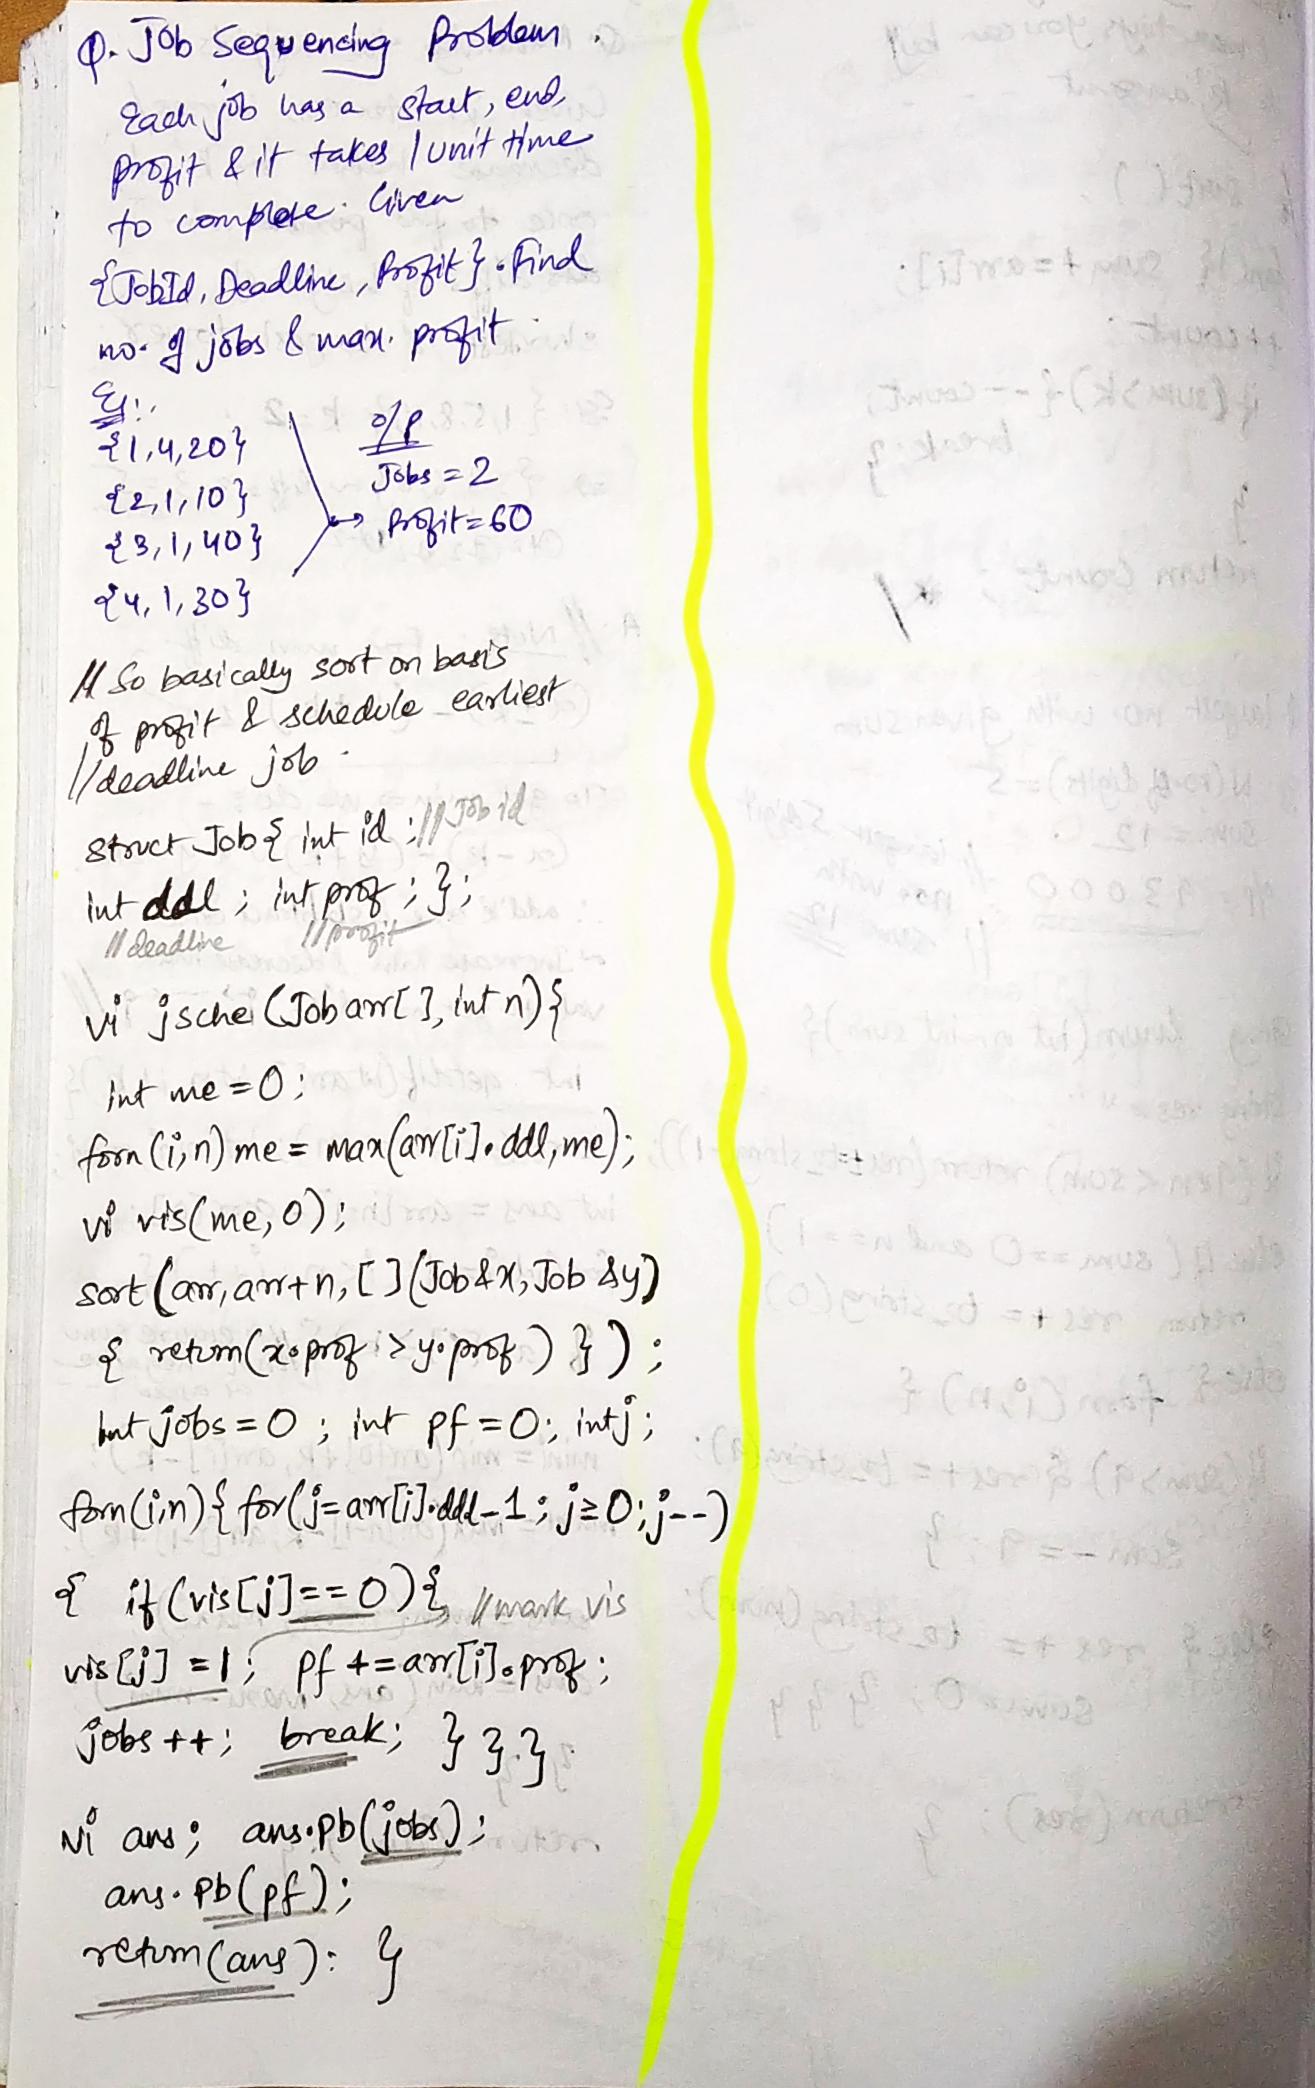 Q. Job Sequencing Problem.
Each job has a start, end,
profit & it takes 1 unit time
to complete. Given
{JobId, Deadline, Profit}. find
no. of jobs & max. profit.
Eg:.
{1,4,20}
{2,1,10}
{3,1,40}
{4,1,30}
o/p
Jobs = 2
Profit = 60
// So basically sort on basis
of profit & schedule earliest
// deadline job.
struct Job{ int id ; // Job id
int ddl ; int prof ; };
// deadline // profit
vi jsche (Job arr[ ], int n){
int me = 0 ;
forn (i,n) me = max(arr[i].ddl, me);
vi vis(me, 0) ;
sort (arr, arr+n, [ ](Job &x, Job &y)
{ return(x.prof > y.prof ) } ) ;
int jobs = 0 ; int pf = 0 ; int j ;
forn(i,n){ for(j=arr[i].ddl-1 ; j≥0 ; j--)
{ if (vis[j]==0){ // mark vis
vis[j] = 1 ; pf += arr[i].prof ;
jobs ++ ; break ; } } }
vi ans ; ans.pb(jobs) ;
ans.pb(pf) ;
return(ans) ; }